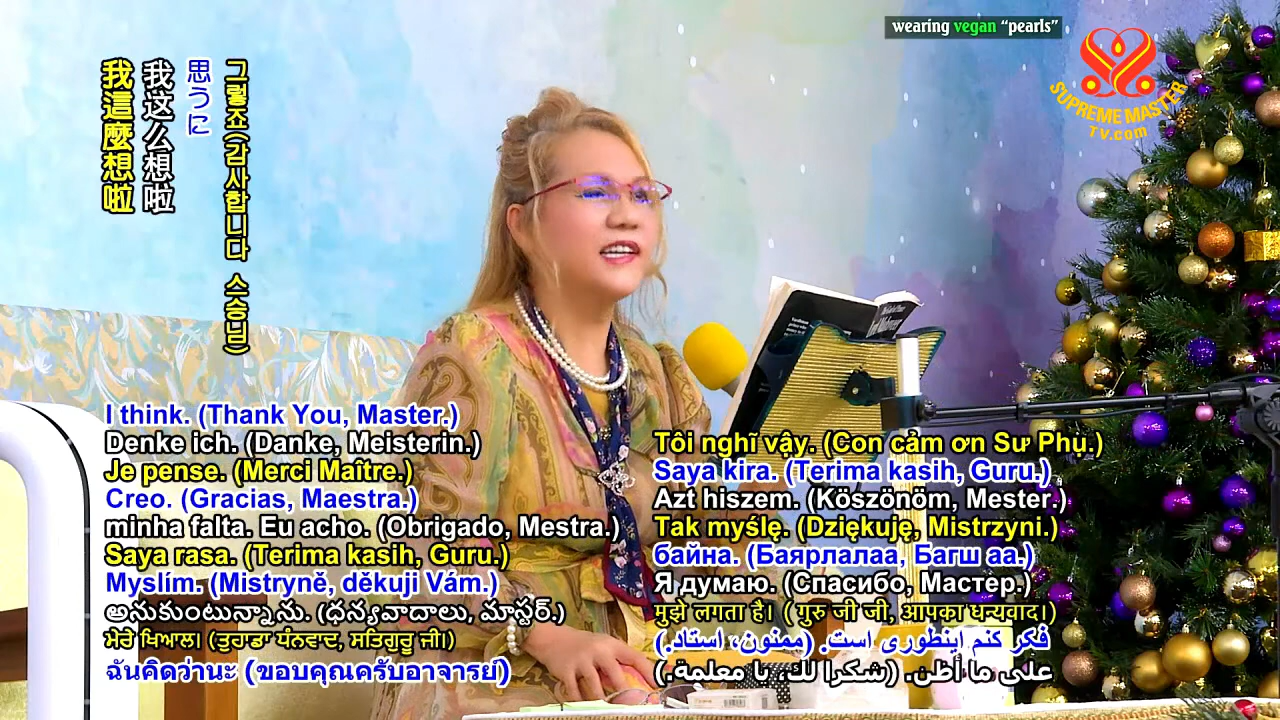 wearing vegan “pearls”
SUPREME MASTER
TV.com
我這麼想啦
我这么想啦
思うに
그렇죠(감사합니다 스승님)
I think. (Thank You, Master.)
Denke ich. (Danke, Meisterin.)
Je pense. (Merci Maître.)
Creo. (Gracias, Maestra.)
minha falta. Eu acho. (Obrigado, Mestra.)
Saya rasa. (Terima kasih, Guru.)
Myslím. (Mistryně, děkuji Vám.)
అనుకుంటున్నాను. (ధన్యవాదాలు, మాస్టర్.)
ਮੇਰੇ ਖਿਆਲ। (ਤੁਹਾਡਾ ਧੰਨਵਾਦ, ਸਤਿਗੁਰੂ ਜੀ।)
ฉันคิดว่านะ (ขอบคุณครับอาจารย์)
Tôi nghĩ vậy. (Con cảm ơn Sư Phụ.)
Saya kira. (Terima kasih, Guru.)
Azt hiszem. (Köszönöm, Mester.)
Tak myślę. (Dziękuję, Mistrzyni.)
байна. (Баярлалаа, Багш аа.)
Я думаю. (Спасибо, Мастер.)
मुझे लगता है। ( गुरु जी जी, आपका धन्यवाद।)
فکر کنم اینطوری است. (ممنون، استاد.)
على ما أظن. (شكرا لك، يا معلمة.)